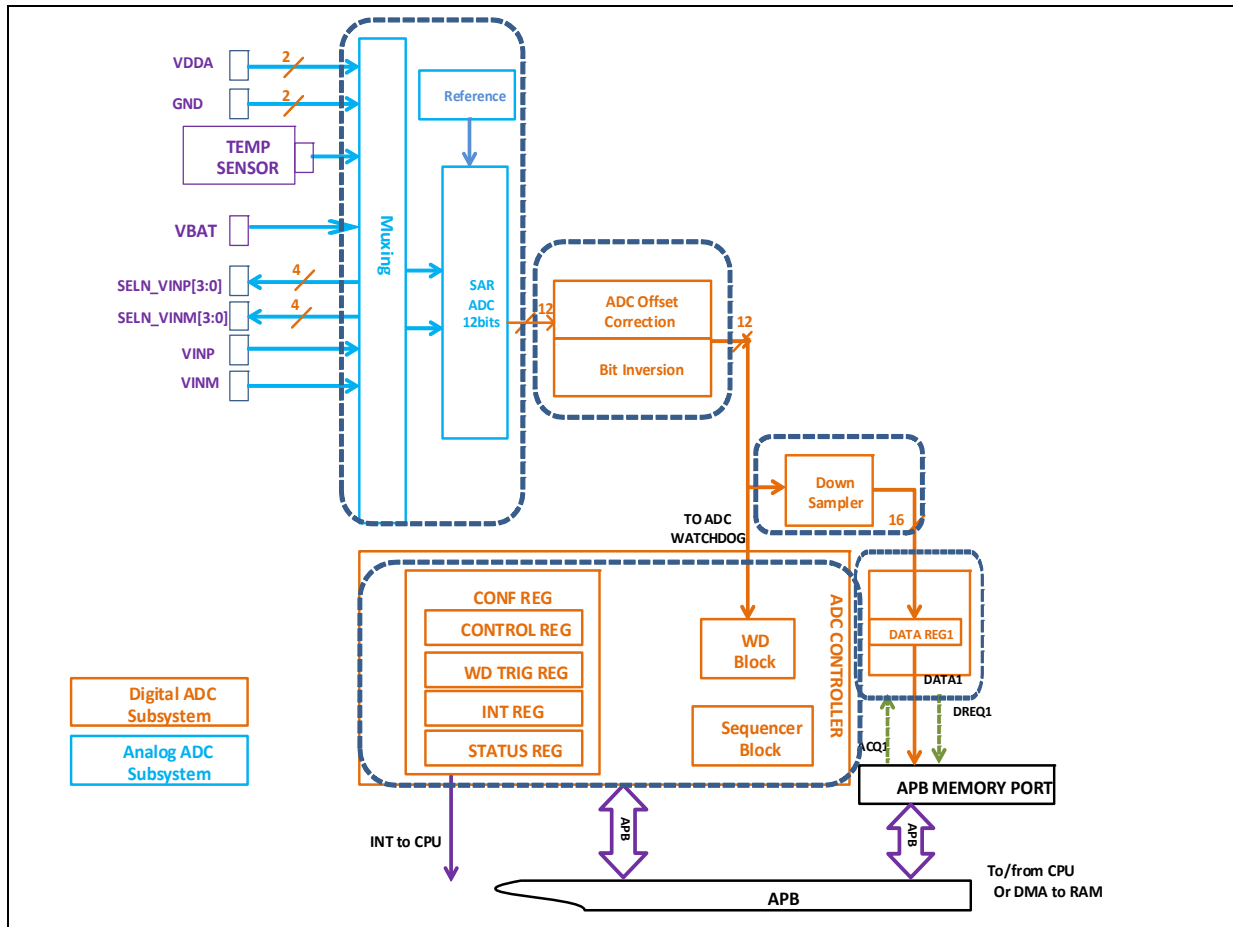 VDDA
2
GND
2
TEMP
SENSOR
VBAT
SELN_VINP[3:0]
4
SELN_VINM[3:0]
4
VINP
VINM
Muxing
Reference
SAR
ADC
12bits
12
ADC Offset
Correction
Bit Inversion
12
Down
Sampler
16
TO ADC
WATCHDOG
CONF REG
CONTROL REG
WD TRIG REG
INT REG
STATUS REG
WD
Block
Sequencer
Block
ADC CONTROLLER
DATA REG1
DATA1
DREQ1
ACQ1
APB MEMORY PORT
Digital ADC
Subsystem
Analog ADC
Subsystem
INT to CPU
APB
APB
To/from CPU
Or DMA to RAM
APB